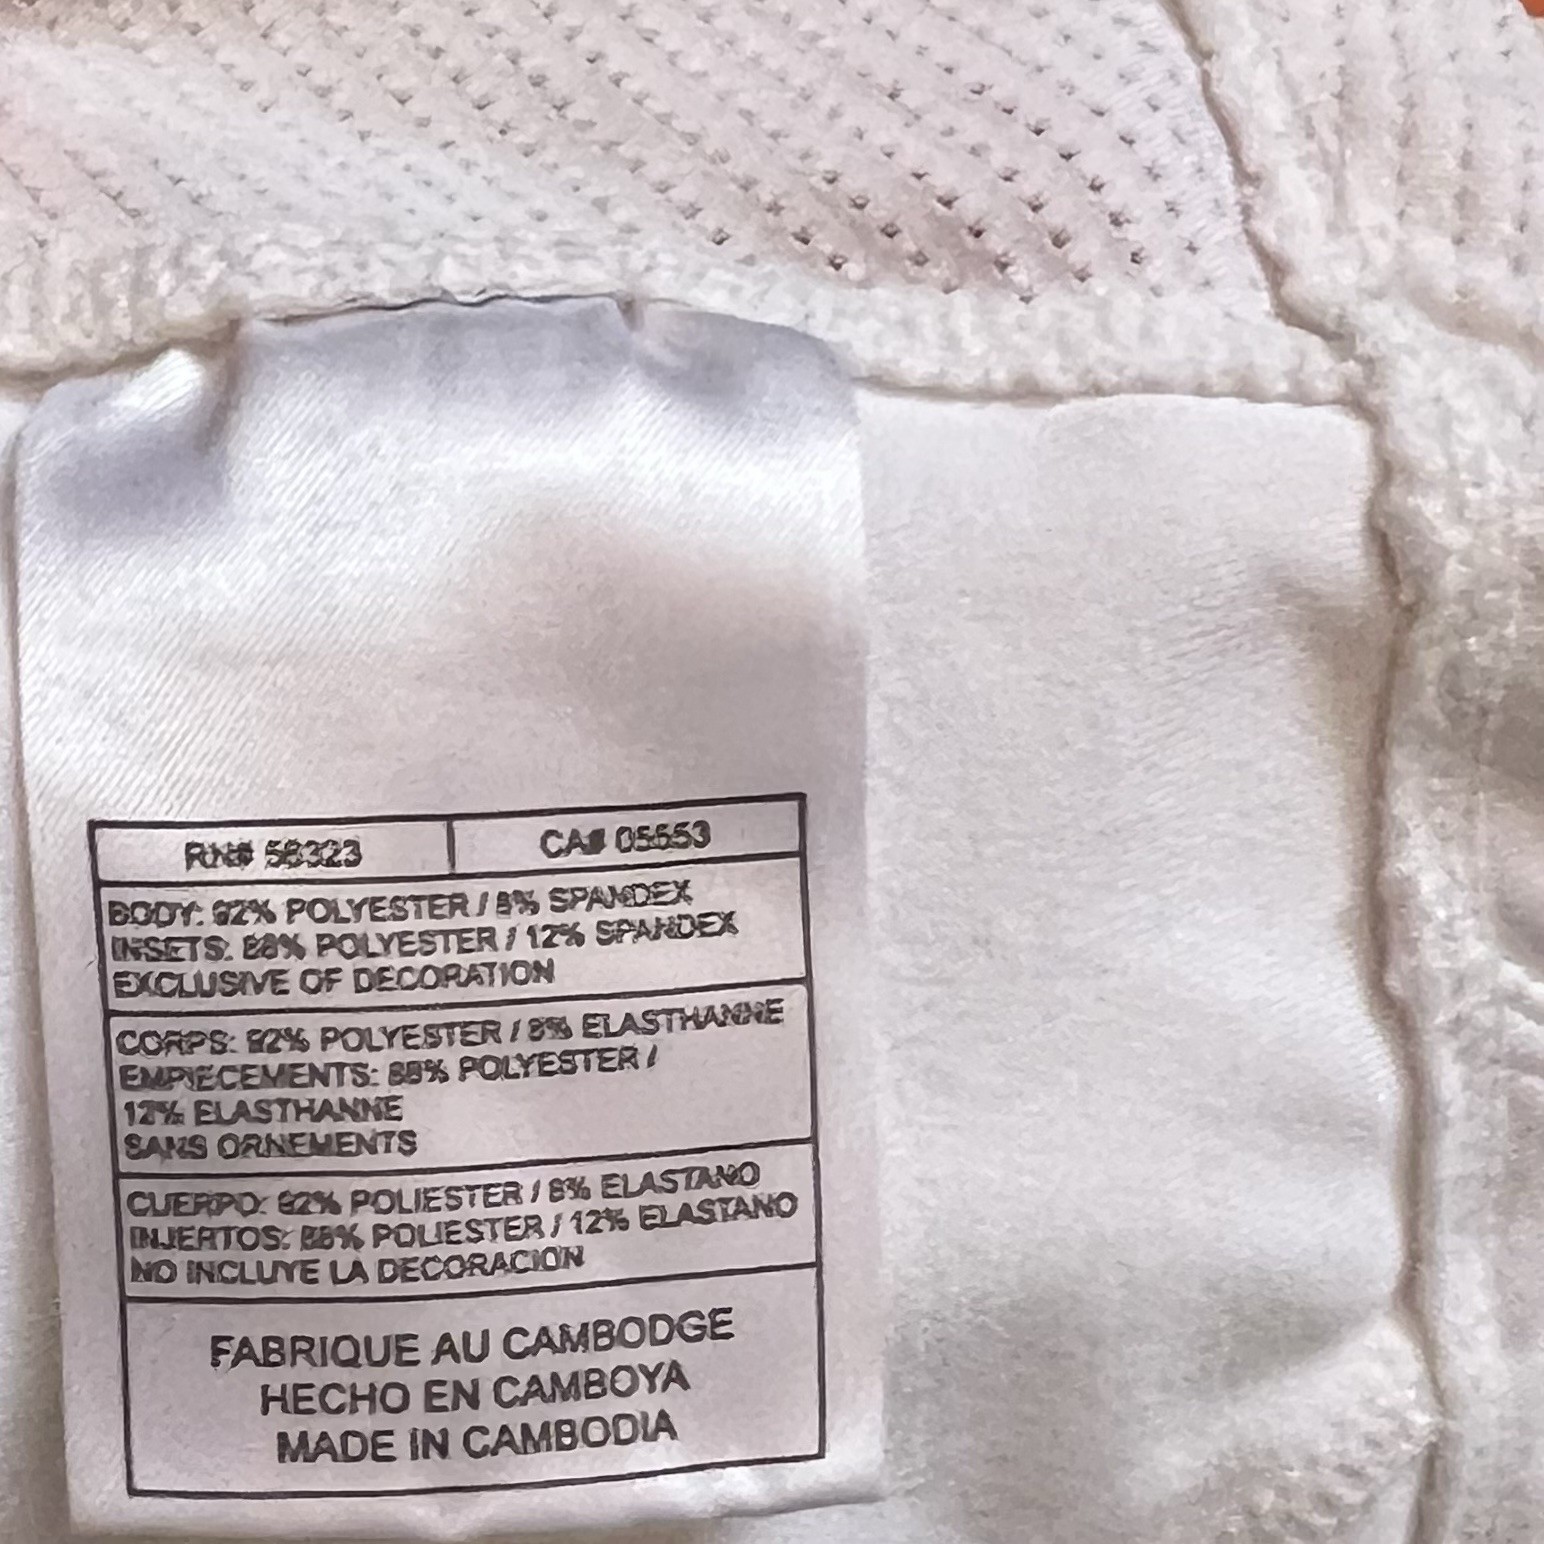 RN# 58323
CA# 05553
BODY: 92% POLYESTER / 8% SPANDEX
INSETS: 88% POLYESTER / 12% SPANDEX
EXCLUSIVE OF DECORATION
CORPS: 92% POLYESTER / 8% ELASTHANNE
EMPIECEMENTS: 88% POLYESTER /
12% ELASTHANNE
SANS ORNEMENTS
CUERPO: 92% POLIESTER / 8% ELASTANO
INJERTOS: 88% POLIESTER / 12% ELASTANO
NO INCLUYE LA DECORACION
FABRIQUE AU CAMBODGE
HECHO EN CAMBOYA
MADE IN CAMBODIA